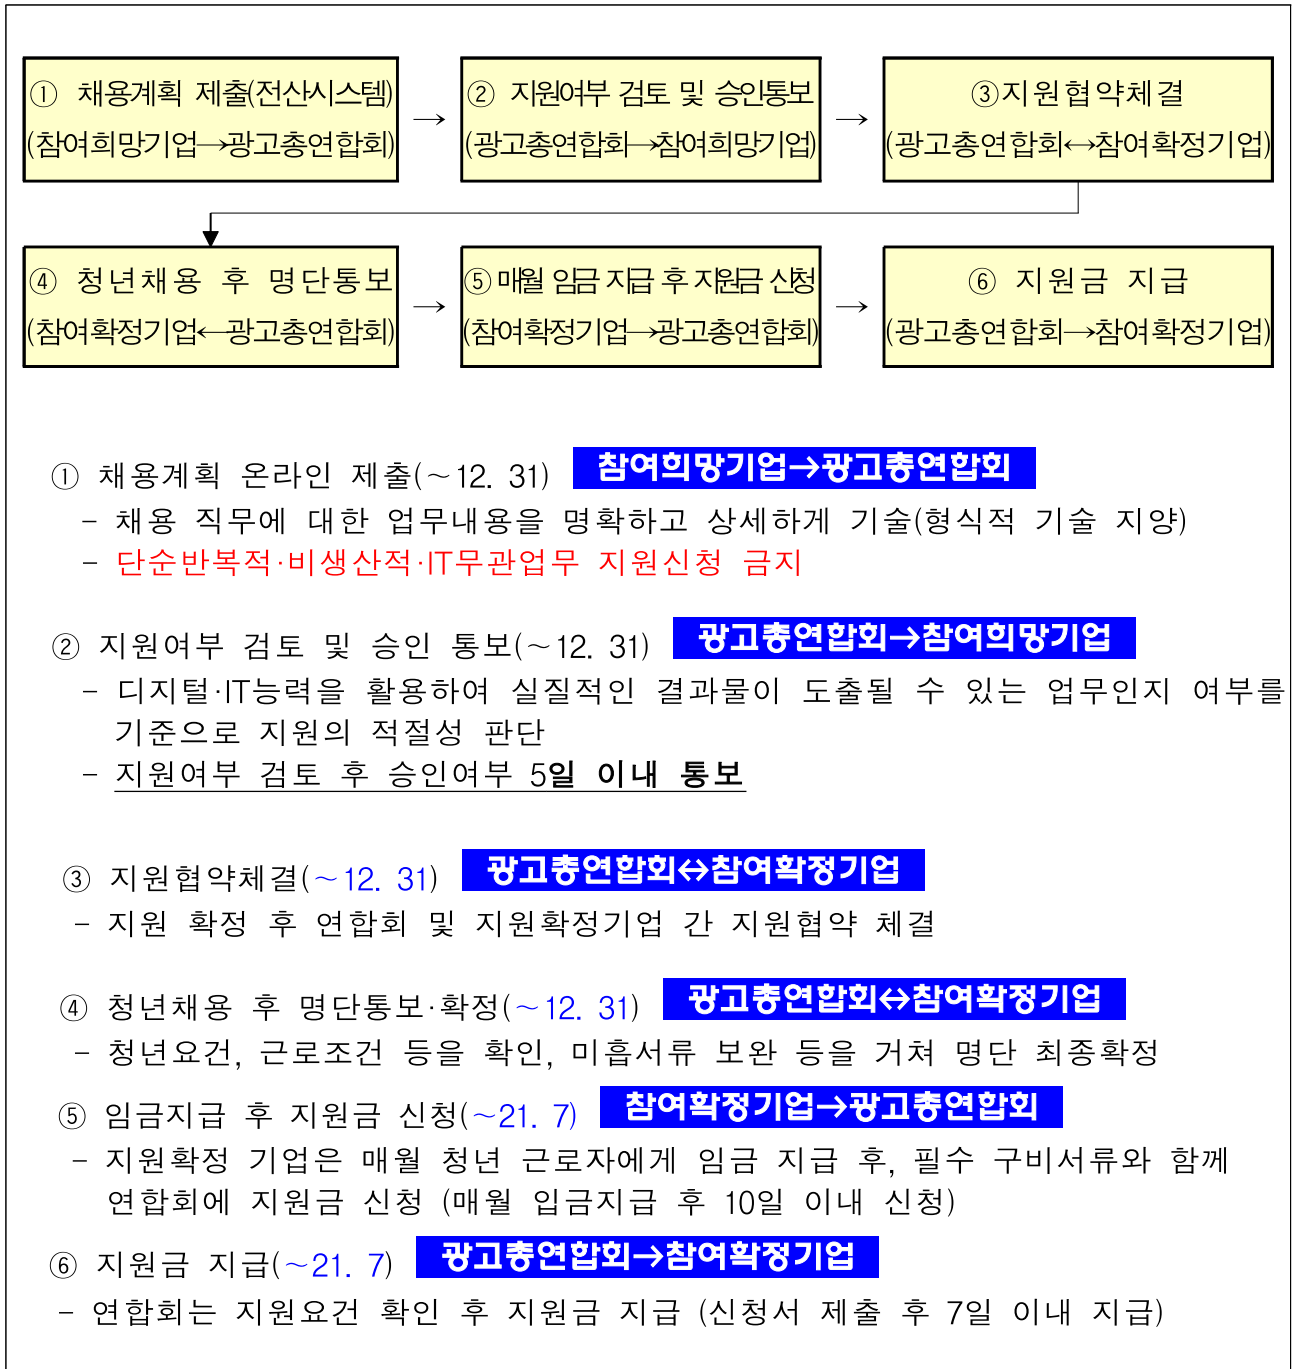 ① 채용계획 제출(전산시스템)
(참여희망기업→광고총연합회)
→
② 지원여부 검토 및 승인통보
(광고총연합회→참여희망기업)
→
③지원협약체결
(광고총연합회↔참여확정기업)
④ 청년채용 후 명단통보
(참여확정기업←광고총연합회)
→
⑤ 매월 임금 지급 후 지원금 신청
(참여확정기업→광고총연합회)
→
⑥ 지원금 지급
(광고총연합회→참여확정기업)
① 채용계획 온라인 제출(~12. 31) 참여희망기업→광고총연합회
- 채용 직무에 대한 업무내용을 명확하고 상세하게 기술(형식적 기술 지양)
- 단순반복적·비생산적·IT무관업무 지원신청 금지
② 지원여부 검토 및 승인 통보(~12. 31) 광고총연합회→참여희망기업
- 디지털·IT능력을 활용하여 실질적인 결과물이 도출될 수 있는 업무인지 여부를
기준으로 지원의 적절성 판단
- 지원여부 검토 후 승인여부 5일 이내 통보
③ 지원협약체결(~12. 31) 광고총연합회↔참여확정기업
- 지원 확정 후 연합회 및 지원확정기업 간 지원협약 체결
④ 청년채용 후 명단통보·확정(~12. 31) 광고총연합회↔참여확정기업
- 청년요건, 근로조건 등을 확인, 미흡서류 보완 등을 거쳐 명단 최종확정
⑤ 임금지급 후 지원금 신청(~21. 7) 참여확정기업→광고총연합회
- 지원확정 기업은 매월 청년 근로자에게 임금 지급 후, 필수 구비서류와 함께
연합회에 지원금 신청 (매월 입금지급 후 10일 이내 신청)
⑥ 지원금 지급(~21. 7) 광고총연합회→참여확정기업
- 연합회는 지원요건 확인 후 지원금 지급 (신청서 제출 후 7일 이내 지급)